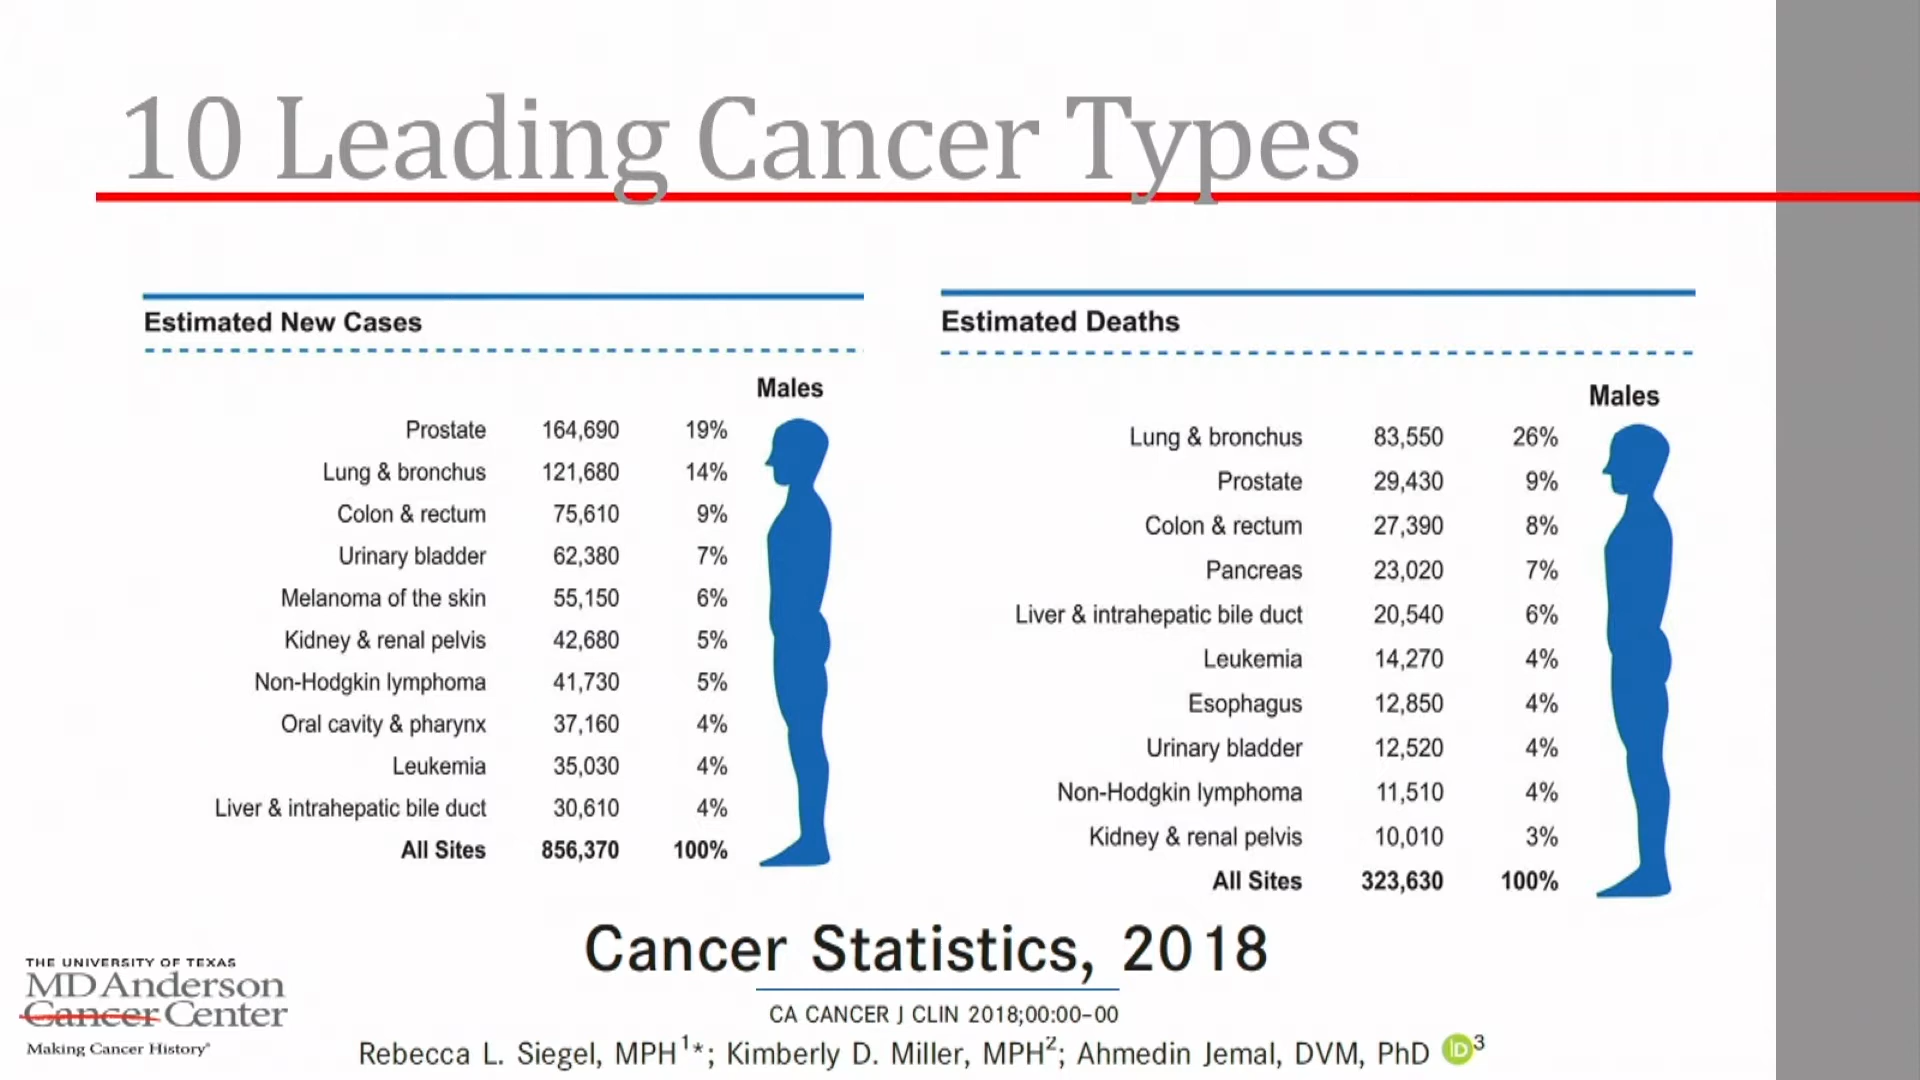 10 Leading Cancer Types
Estimated New Cases
Males
Prostate 164,690 19%
Lung & bronchus 121,680 14%
Colon & rectum 75,610 9%
Urinary bladder 62,380 7%
Melanoma of the skin 55,150 6%
Kidney & renal pelvis 42,680 5%
Non-Hodgkin lymphoma 41,730 5%
Oral cavity & pharynx 37,160 4%
Leukemia 35,030 4%
Liver & intrahepatic bile duct 30,610 4%
All Sites 856,370 100%
Estimated Deaths
Males
Lung & bronchus 83,550 26%
Prostate 29,430 9%
Colon & rectum 27,390 8%
Pancreas 23,020 7%
Liver & intrahepatic bile duct 20,540 6%
Leukemia 14,270 4%
Esophagus 12,850 4%
Urinary bladder 12,520 4%
Non-Hodgkin lymphoma 11,510 4%
Kidney & renal pelvis 10,010 3%
All Sites 323,630 100%
Cancer Statistics, 2018
CA CANCER J CLIN 2018;00:00–00
Rebecca L. Siegel, MPH¹*; Kimberly D. Miller, MPH²; Ahmedin Jemal, DVM, PhD iD³
THE UNIVERSITY OF TEXAS
MD Anderson
Cancer Center
Making Cancer History®